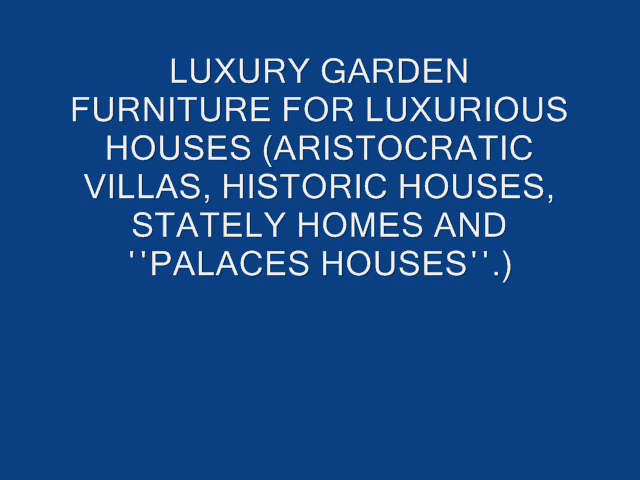 LUXURY GARDEN
FURNITURE FOR LUXURIOUS
HOUSES (ARISTOCRATIC
VILLAS, HISTORIC HOUSES,
STATELY HOMES AND
''PALACES HOUSES''.)